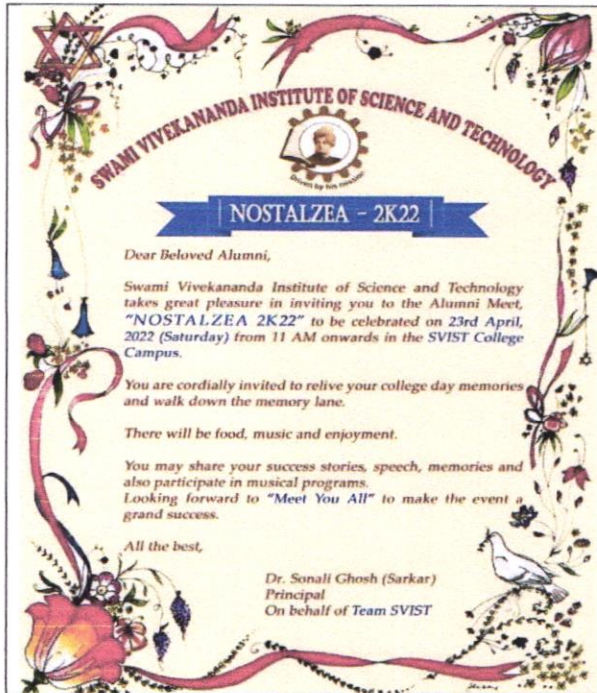 SWAMI VIVEKANANDA INSTITUTE OF SCIENCE AND TECHNOLOGY
Driven by his mission
NOSTALZEA - 2K22
Dear Beloved Alumni,
Swami Vivekananda Institute of Science and Technology
takes great pleasure in inviting you to the Alumni Meet,
"NOSTALZEA 2K22" to be celebrated on 23rd April,
2022 (Saturday) from 11 AM onwards in the SVIST College
Campus.
You are cordially invited to relive your college day memories
and walk down the memory lane.
There will be food, music and enjoyment.
You may share your success stories, speech, memories and
also participate in musical programs.
Looking forward to "Meet You All" to make the event a
grand success.
All the best,
Dr. Sonali Ghosh (Sarkar)
Principal
On behalf of Team SVIST